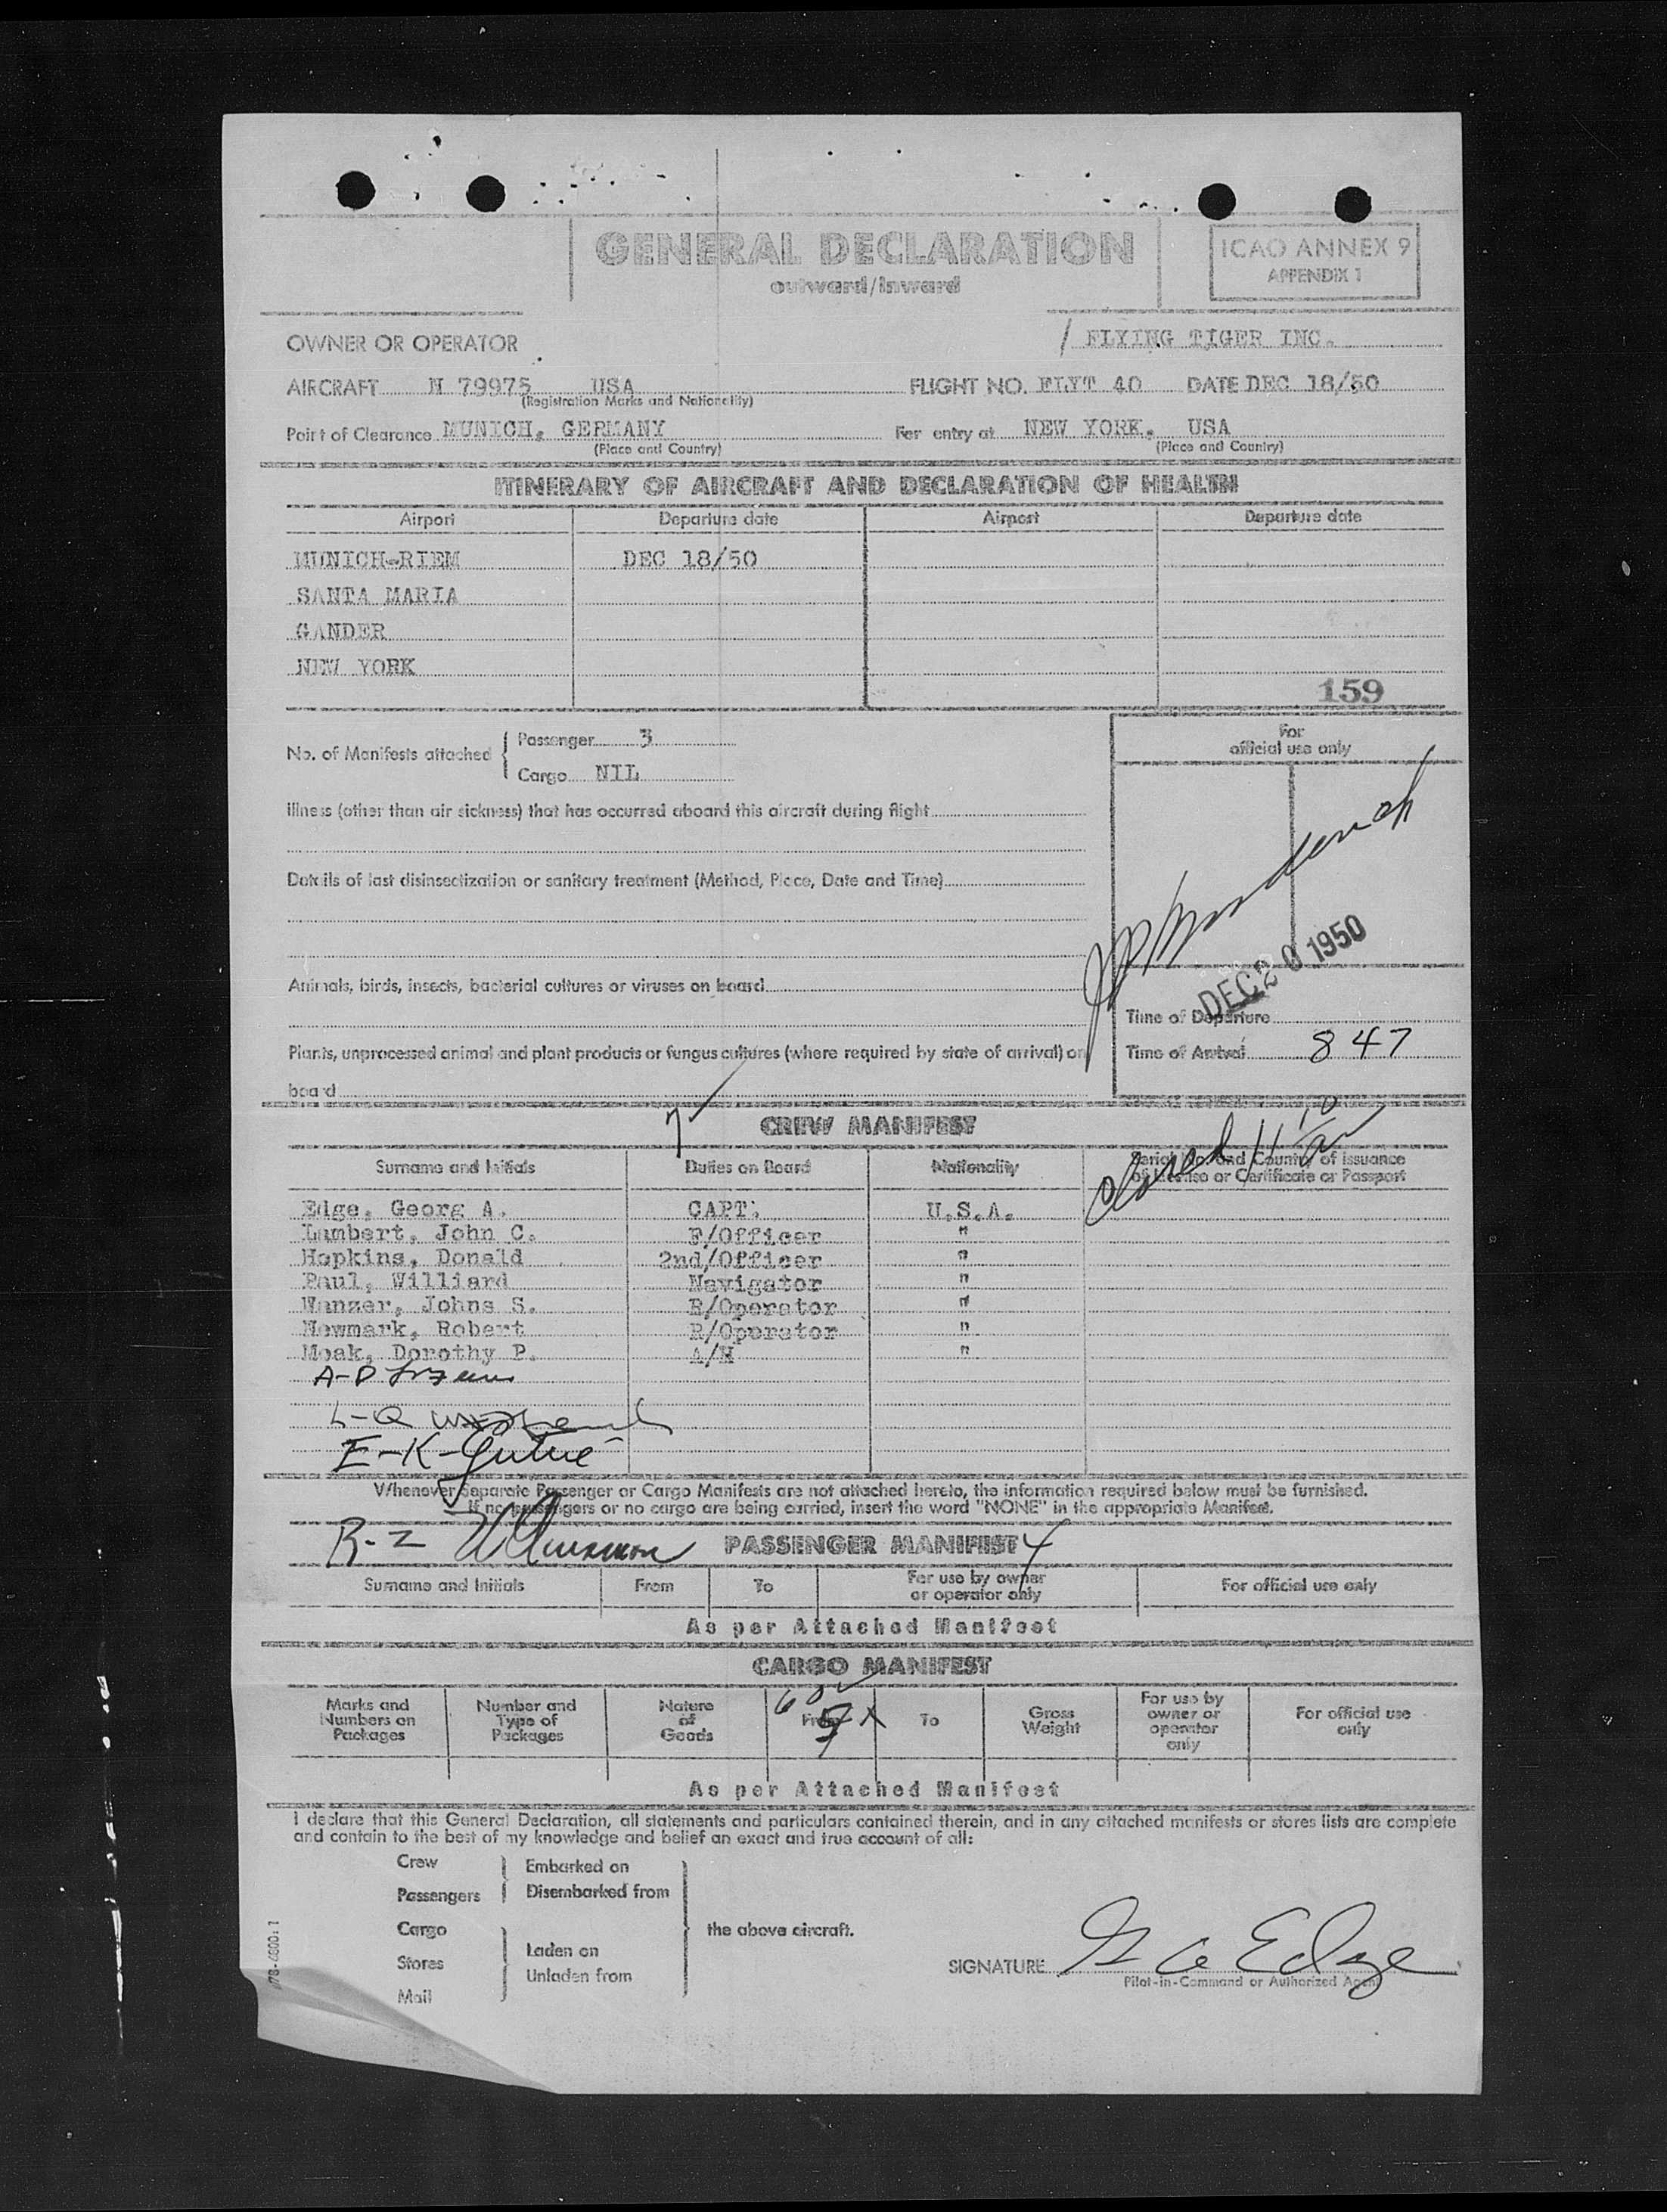 GENERAL DECLARATION
outward/inward
ICAO ANNEX 9
APPENDIX 1
OWNER OR OPERATOR / FLYING TIGER INC.
AIRCRAFT N 79975 USA FLIGHT NO. FLYT 40 DATE DEC 18/50
(Registration Marks and Nationality)
Point of Clearance MUNICH, GERMANY For entry at NEW YORK, USA
(Place and Country) (Place and Country)
ITINERARY OF AIRCRAFT AND DECLARATION OF HEALTH
Airport Departure date Airport Departure date
MUNICH-RIEM DEC 18/50
SANTA MARIA
GANDER
NEW YORK
159
No. of Manifests attached
Passenger 3
Cargo NIL
For
official use only
Illness (other than air sickness) that has occurred aboard this aircraft during flight
Details of last disinsectization or sanitary treatment (Method, Place, Date and Time)
DEC 20 1950
Animals, birds, insects, bacterial cultures or viruses on board
Time of Departure
Plants, unprocessed animal and plant products or fungus cultures (where required by state of arrival) on
board
Time of Arrival 847
7
CREW MANIFEST
closed 11 10
Surname and Initials Duties on Board Nationality Serial No. and Country of issuance
of License or Certificate or Passport
Edge, Georg A. CAPT. U.S.A.
Lambert, John C. F/Officer "
Hopkins, Donald 2nd/Officer "
Paul, Williard Navigator "
Wanzer, Johns S. R/Operator "
Newmark, Robert R/Operator "
Moak, Dorothy P. A/H "
A-D
L-Q
E-K-
Whenever Separate Passenger or Cargo Manifests are not attached hereto, the information required below must be furnished.
If no passengers or no cargo are being carried, insert the word "NONE" in the appropriate Manifest.
R-Z
PASSENGER MANIFEST
Surname and Initials From To For use by owner
or operator only For official use only
As per Attached Manifest
CARGO MANIFEST
Marks and
Numbers on
Packages
Number and
Type of
Packages
Nature
of
Goods
From
To
Gross
Weight
For use by
owner or
operator
only
For official use
only
As per Attached Manifest
I declare that this General Declaration, all statements and particulars contained therein, and in any attached manifests or stores lists are complete
and contain to the best of my knowledge and belief an exact and true account of all:
Crew
Passengers
Embarked on
Disembarked from
Cargo
Stores
Mail
Laden on
Unladen from
the above aircraft.
SIGNATURE G A Edge
Pilot-in-Command or Authorized Agent